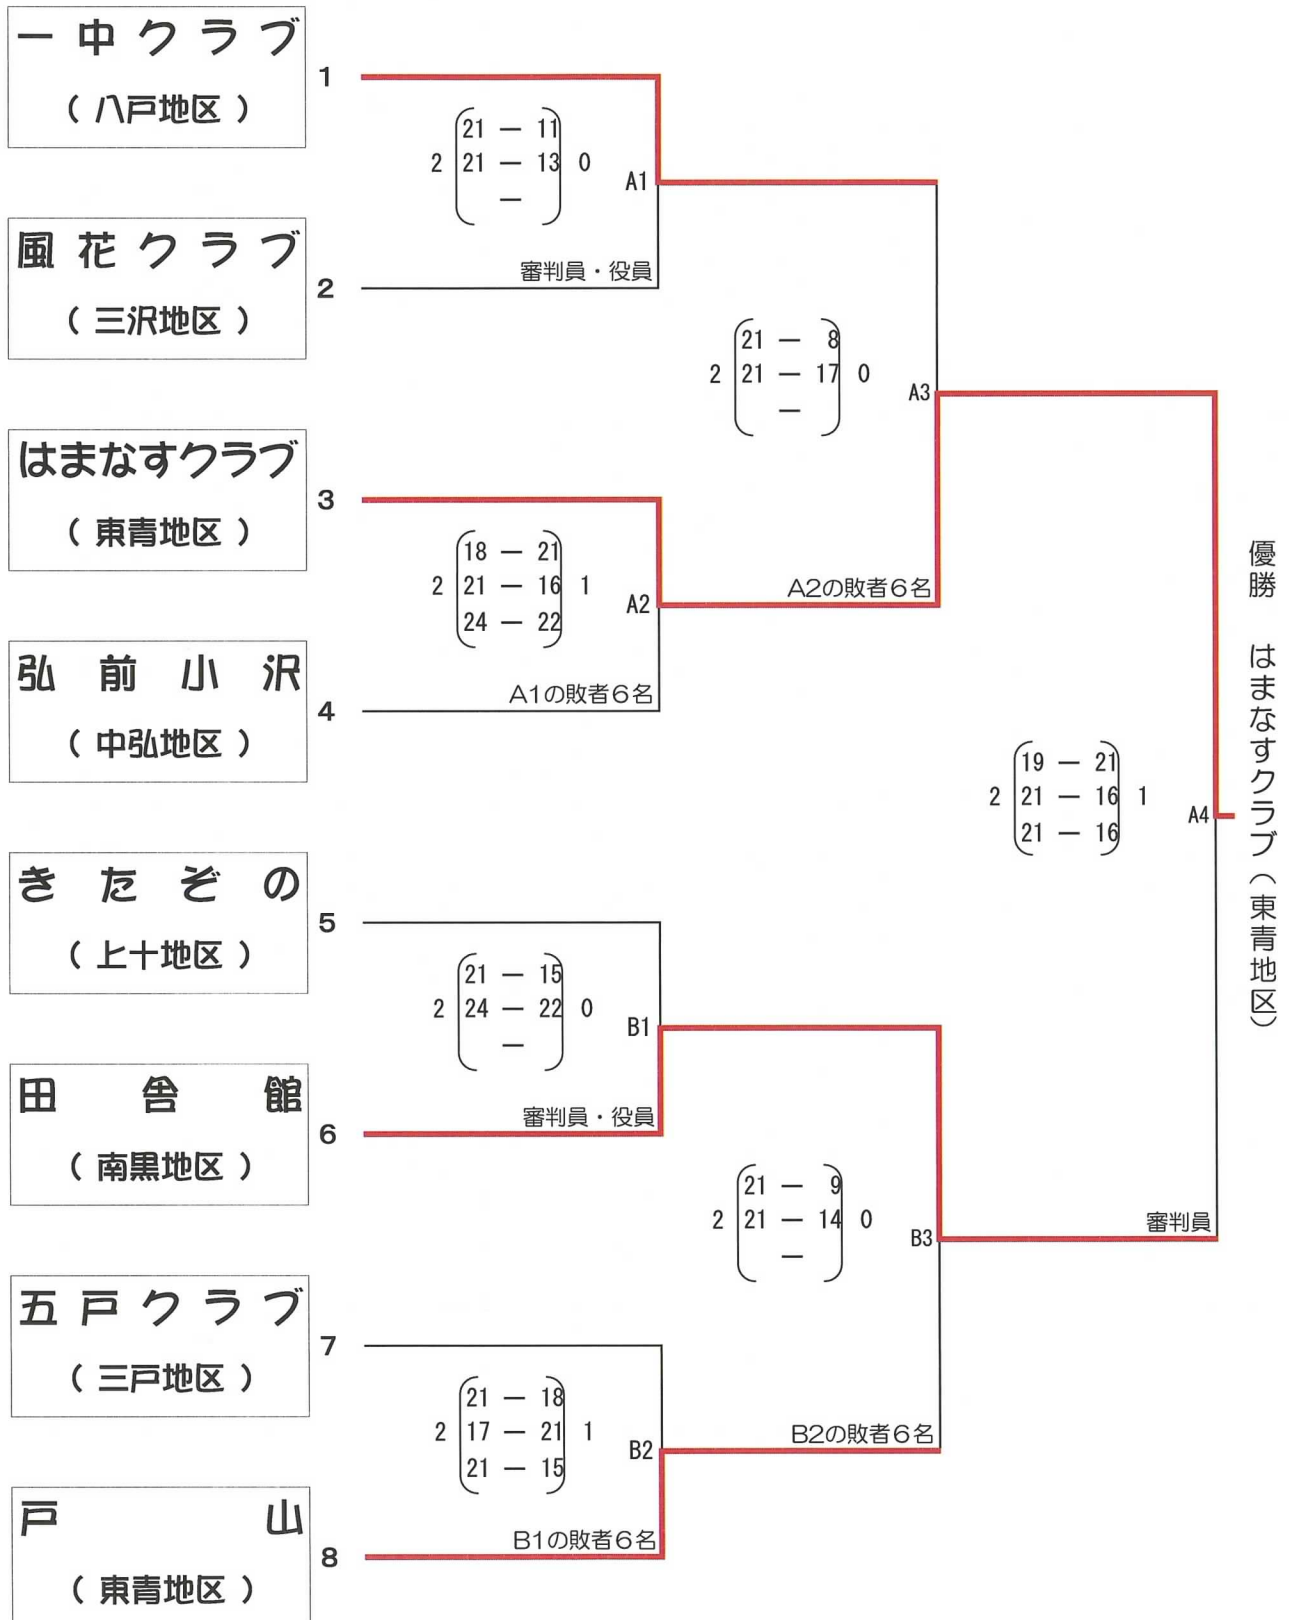 一中クラブ
（八戸地区）
1
21 － 11
2 21 － 13 0
－
A1
審判員・役員
風花クラブ
（三沢地区）
2
21 － 8
2 21 － 17 0
－
A3
はまなすクラブ
（東青地区）
3
18 － 21
2 21 － 16 1
24 － 22
A2
A2の敗者6名
A1の敗者6名
弘前小沢
（中弘地区）
4
19 － 21
2 21 － 16 1
21 － 16
A4
優勝 はまなすクラブ（東青地区）
きたぞの
（上十地区）
5
21 － 15
2 24 － 22 0
－
B1
審判員・役員
田舎館
（南黒地区）
6
21 － 9
2 21 － 14 0
－
B3
審判員
五戸クラブ
（三戸地区）
7
21 － 18
2 17 － 21 1
21 － 15
B2
B2の敗者6名
B1の敗者6名
戸山
（東青地区）
8